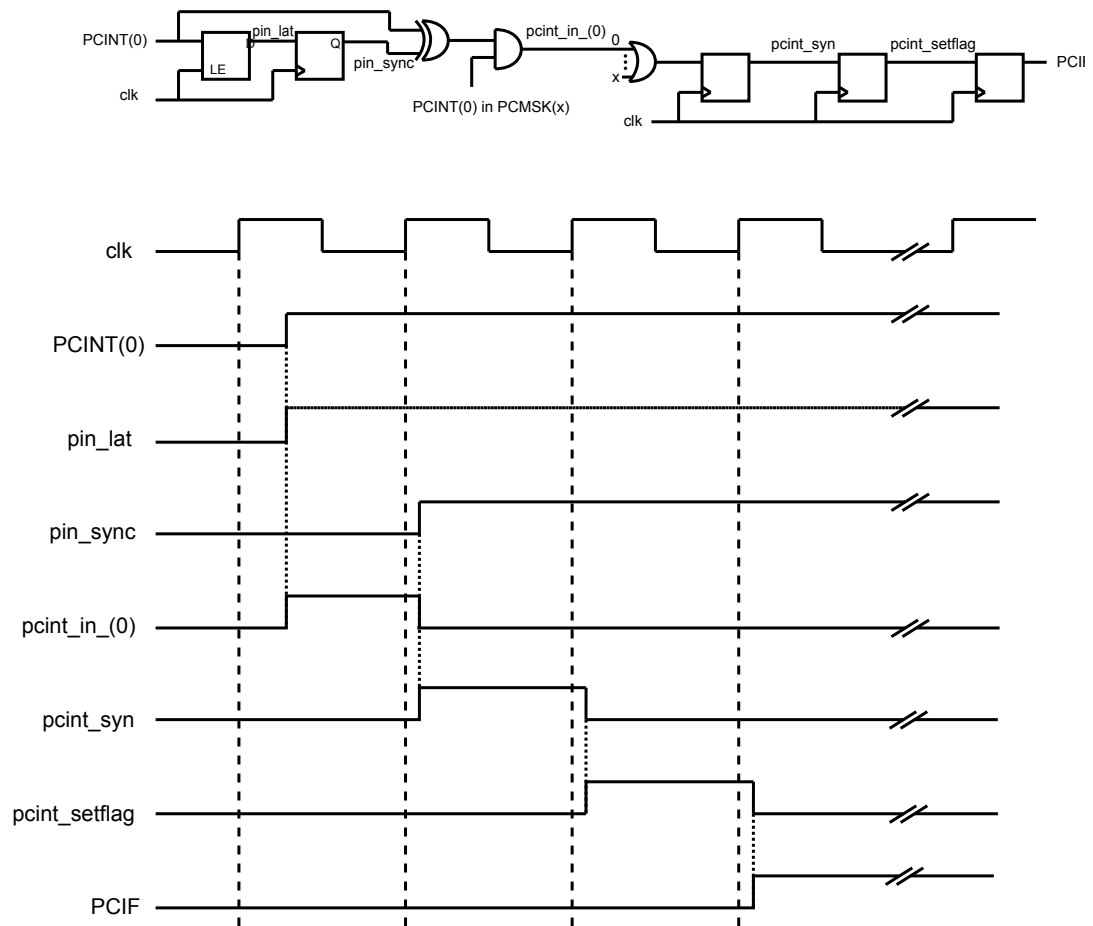 PCINT(0)
LE
D
pin_lat
Q
pin_sync
clk
pcint_in_(0)
0
x
PCINT(0) in PCMSK(x)
clk
pcint_syn
pcint_setflag
PCI
clk
PCINT(0)
pin_lat
pin_sync
pcint_in_(0)
pcint_syn
pcint_setflag
PCIF